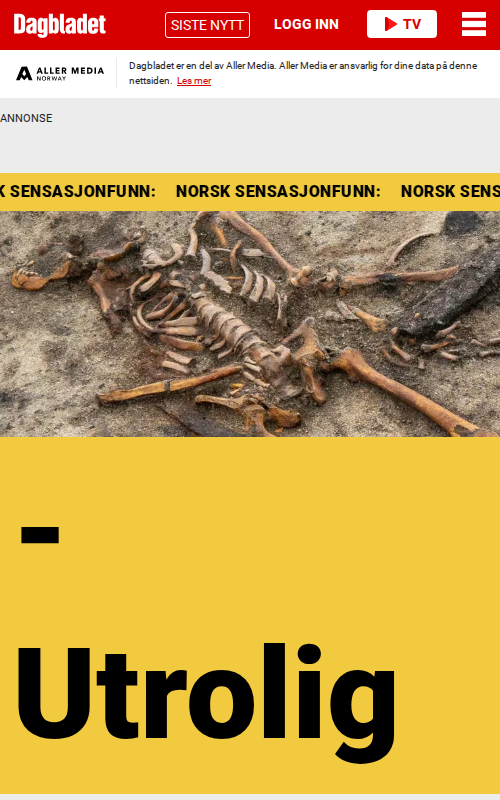 Dagbladet
SISTE NYTT
LOGG INN
TV
ALLER MEDIA
NORWAY
Dagbladet er en del av Aller Media. Aller Media er ansvarlig for dine data på denne
nettsiden. Les mer
ANNONSE
K SENSASJONFUNN: NORSK SENSASJONFUNN: NORSK SENS
-
Utrolig